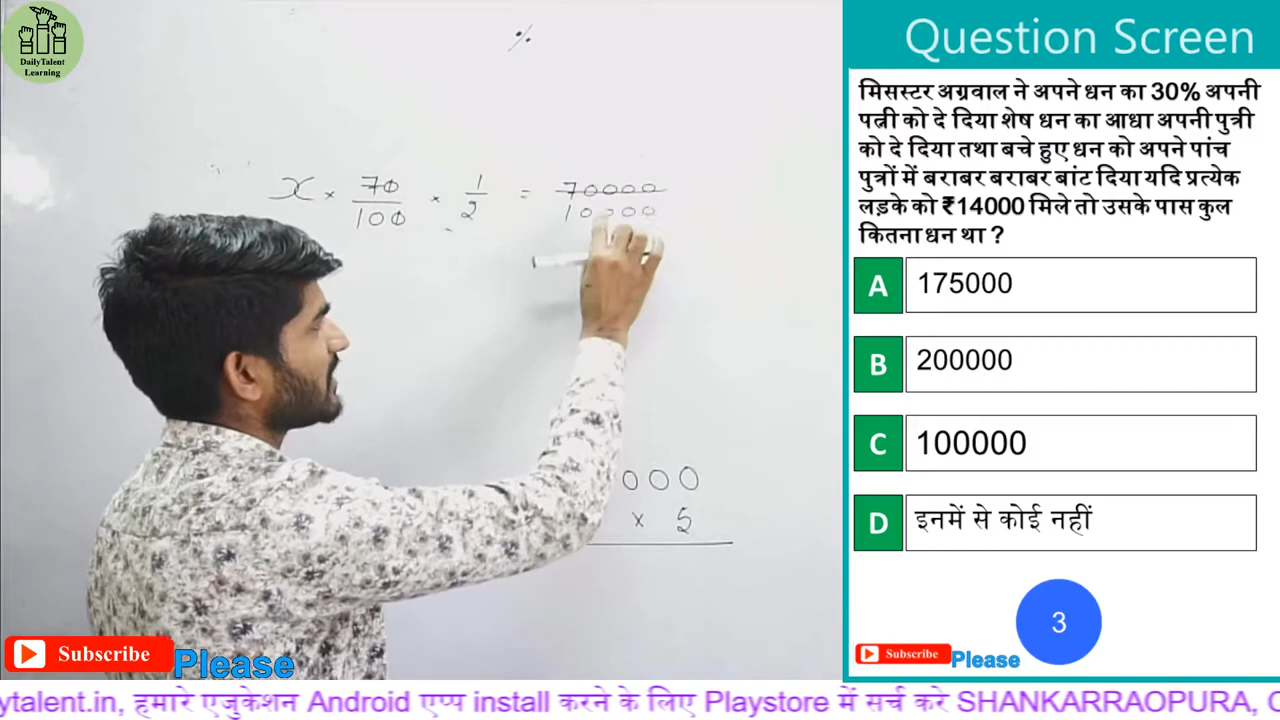 DailyTalent
Learning
%
x × 70/100 × 1/2 = 70000
10000
000
× 5
Subscribe
Please
Question Screen
मिसस्टर अग्रवाल ने अपने धन का 30% अपनी
पत्नी को दे दिया शेष धन का आधा अपनी पुत्री
को दे दिया तथा बचे हुए धन को अपने पांच
पुत्रों में बराबर बराबर बांट दिया यदि प्रत्येक
लड़के को ₹14000 मिले तो उसके पास कुल
कितना धन था ?
A 175000
B 200000
C 100000
D इनमें से कोई नहीं
3
Subscribe
Please
ytalent.in, हमारे एजुकेशन Android एप्प install करने के लिए Playstore में सर्च करे SHANKARRAOPURA, C